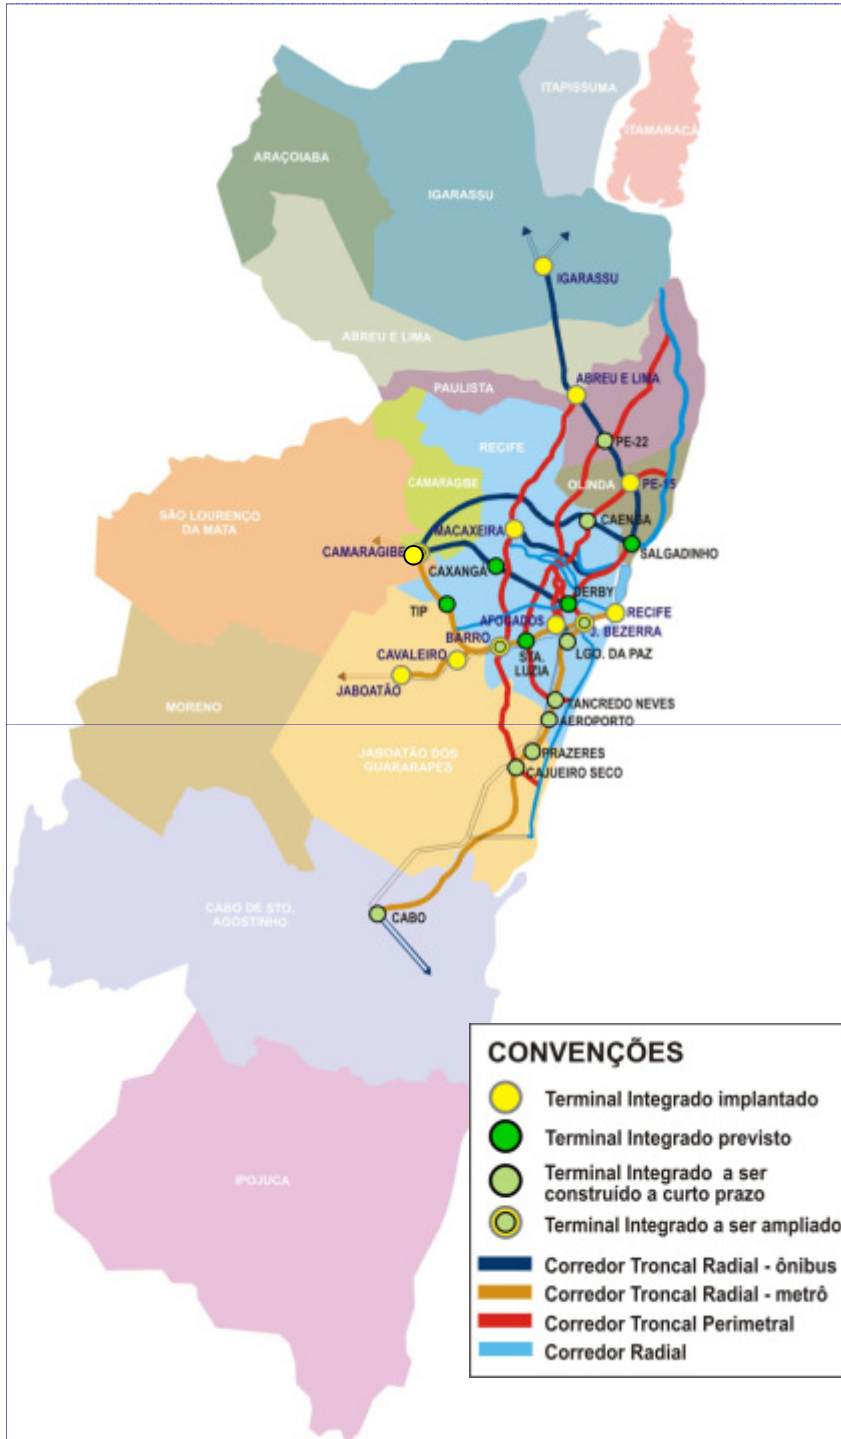 ITAPISSUMA
ITAMARACÁ
ARAÇOIABA
IGARASSU
IGARASSU
ABREU E LIMA
ABREU E LIMA
PAULISTA
RECIFE
PE-22
CAMARAGIBE
OLINDA
PE-15
SÃO LOURENÇO
DA MATA
CAENGA
MACAXEIRA
CAMARAGIBE
SALGADINHO
CAXANGÁ
DERBY
TIP
AFOGADOS
RECIFE
BARRO
J. BEZERRA
CAVALEIRO
STA.
LUZIA
LGO. DA PAZ
JABOATÃO
MORENO
TANCREDO NEVES
AEROPORTO
JABOATÃO DOS
GUARARAPES
PRAZERES
CAJUEIRO SECO
CABO DE STO.
AGOSTINHO
CABO
IPOJUCA
CONVENÇÕES
Terminal Integrado implantado
Terminal Integrado previsto
Terminal Integrado a ser
construído a curto prazo
Terminal Integrado a ser ampliado
Corredor Troncal Radial - ônibus
Corredor Troncal Radial - metrô
Corredor Troncal Perimetral
Corredor Radial